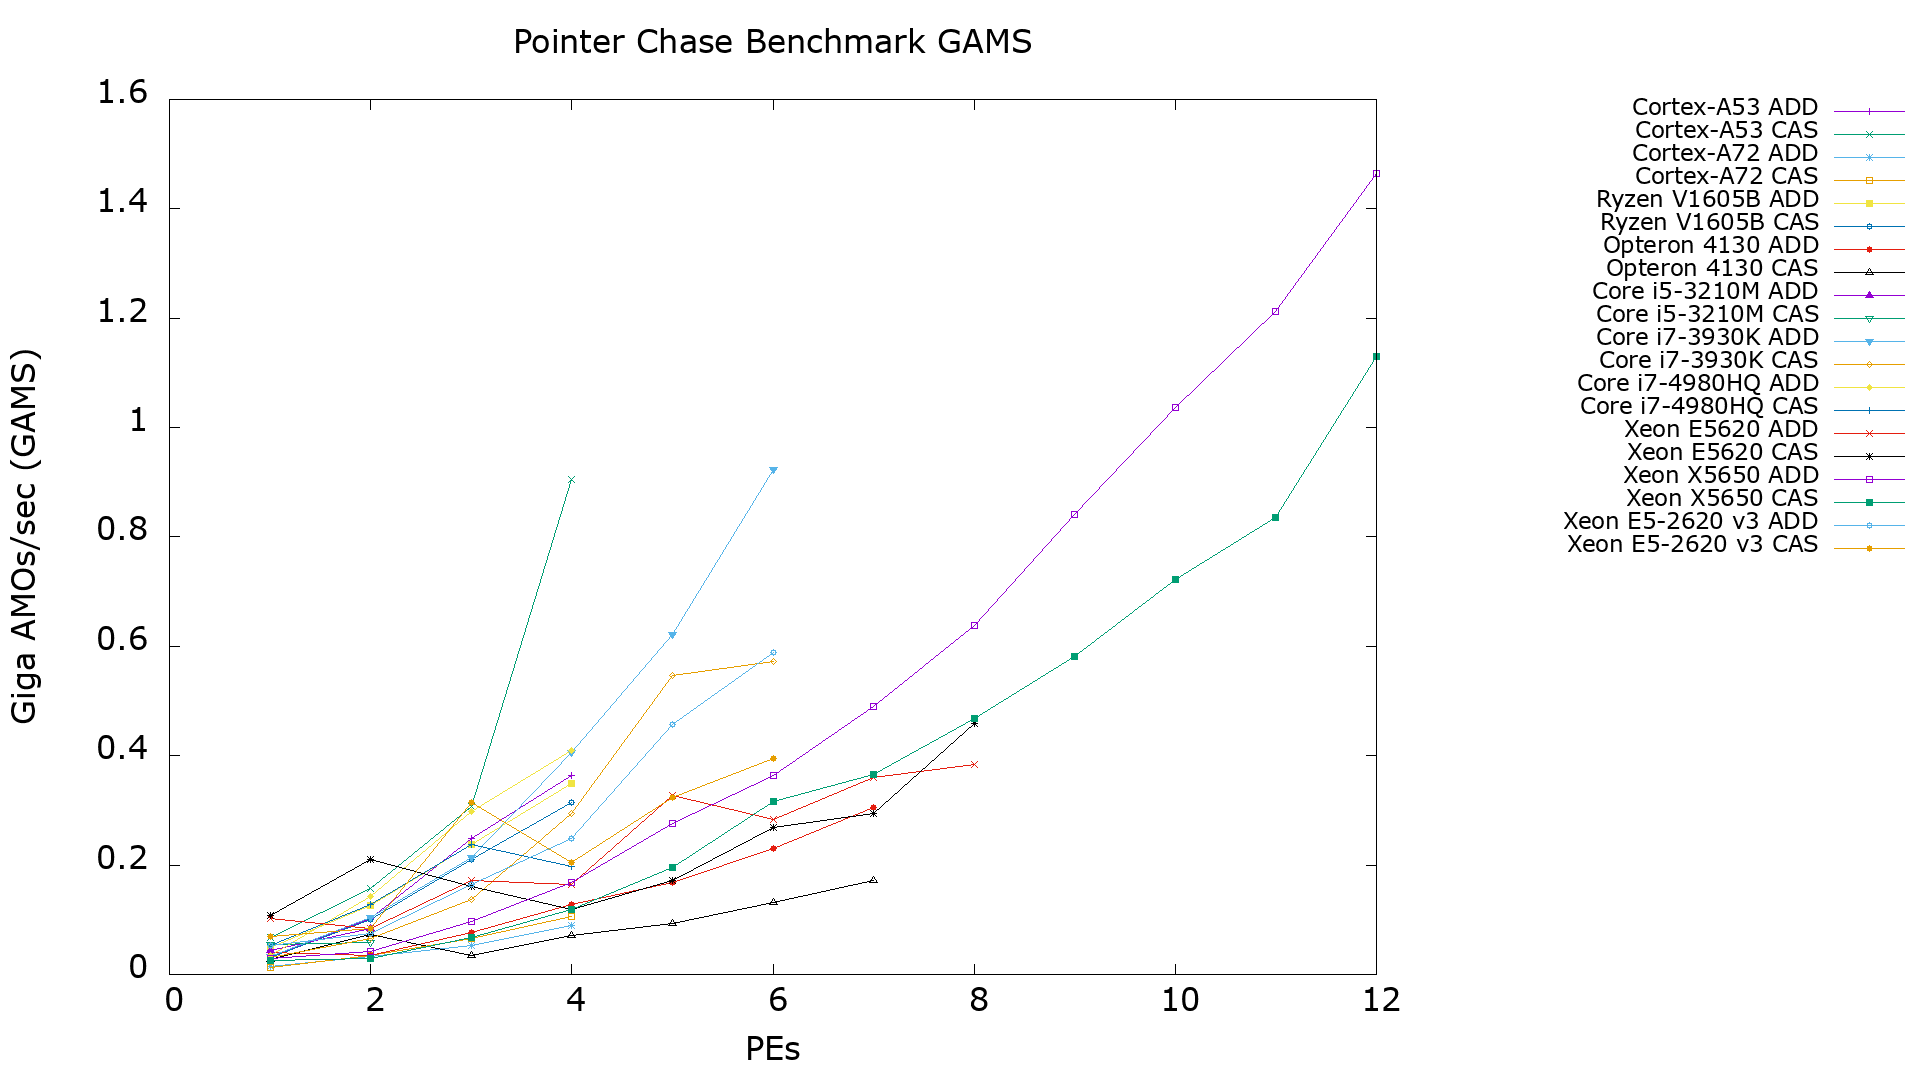 Pointer Chase Benchmark GAMS
1.6
1.4
1.2
1
0.8
0.6
0.4
0.2
0
Giga AMOs/sec (GAMS)
0 2 4 6 8 10 12
PEs
Cortex-A53 ADD
Cortex-A53 CAS
Cortex-A72 ADD
Cortex-A72 CAS
Ryzen V1605B ADD
Ryzen V1605B CAS
Opteron 4130 ADD
Opteron 4130 CAS
Core i5-3210M ADD
Core i5-3210M CAS
Core i7-3930K ADD
Core i7-3930K CAS
Core i7-4980HQ ADD
Core i7-4980HQ CAS
Xeon E5620 ADD
Xeon E5620 CAS
Xeon X5650 ADD
Xeon X5650 CAS
Xeon E5-2620 v3 ADD
Xeon E5-2620 v3 CAS